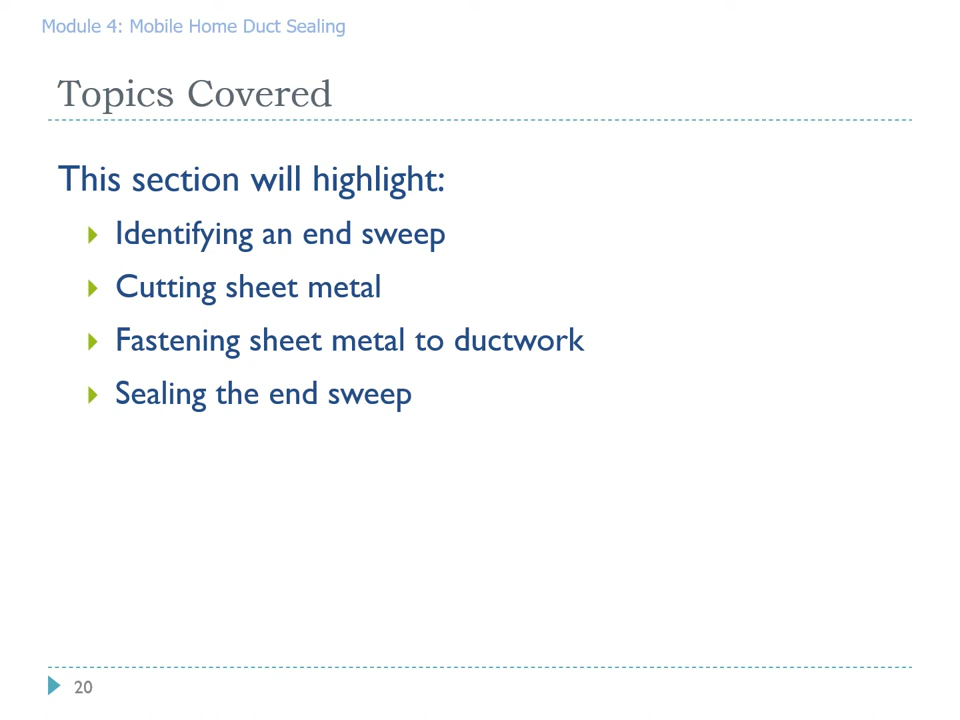 Module 4: Mobile Home Duct Sealing
Topics Covered
This section will highlight:
Identifying an end sweep
Cutting sheet metal
Fastening sheet metal to ductwork
Sealing the end sweep
20